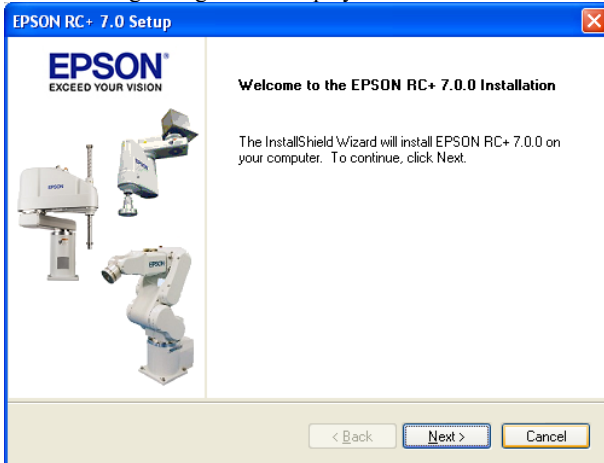 EPSON RC+ 7.0 Setup
EPSON®
EXCEED YOUR VISION
Welcome to the EPSON RC+ 7.0.0 Installation
The InstallShield Wizard will install EPSON RC+ 7.0.0 on
your computer. To continue, click Next.
EPSON
EPSON
EPSON
< Back
Next >
Cancel